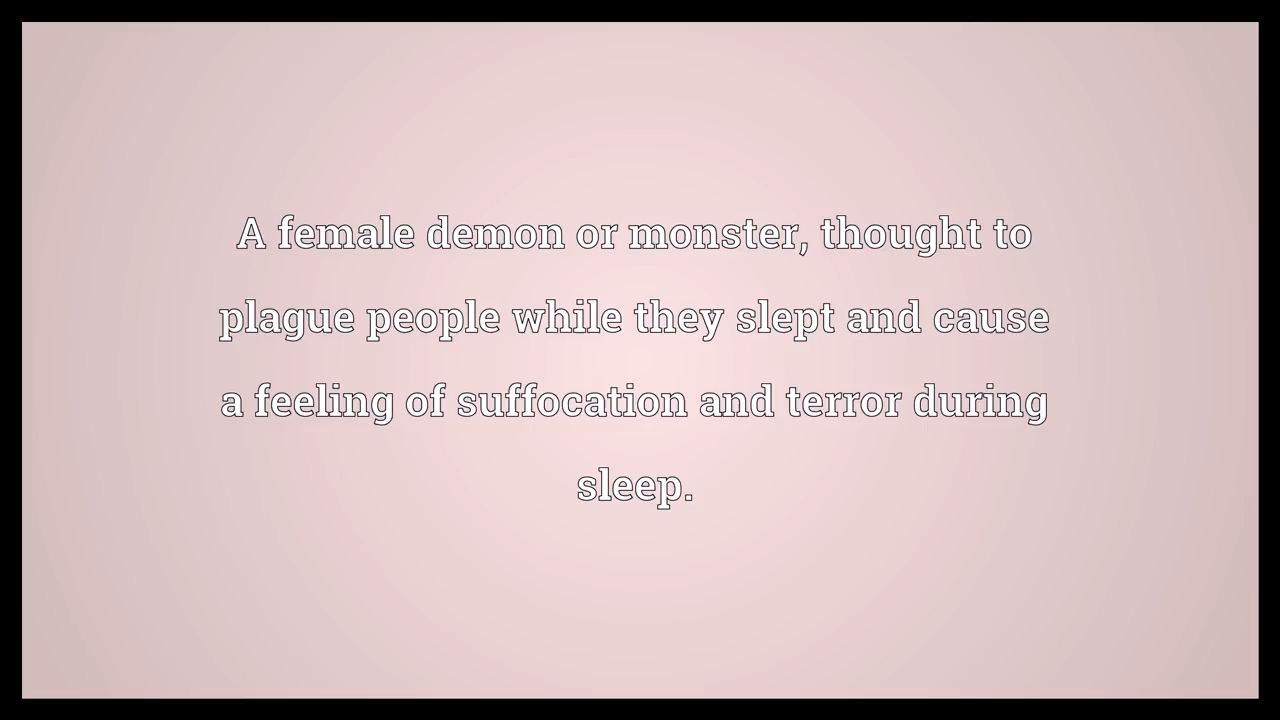 A female demon or monster, thought to
plague people while they slept and cause
a feeling of suffocation and terror during
sleep.